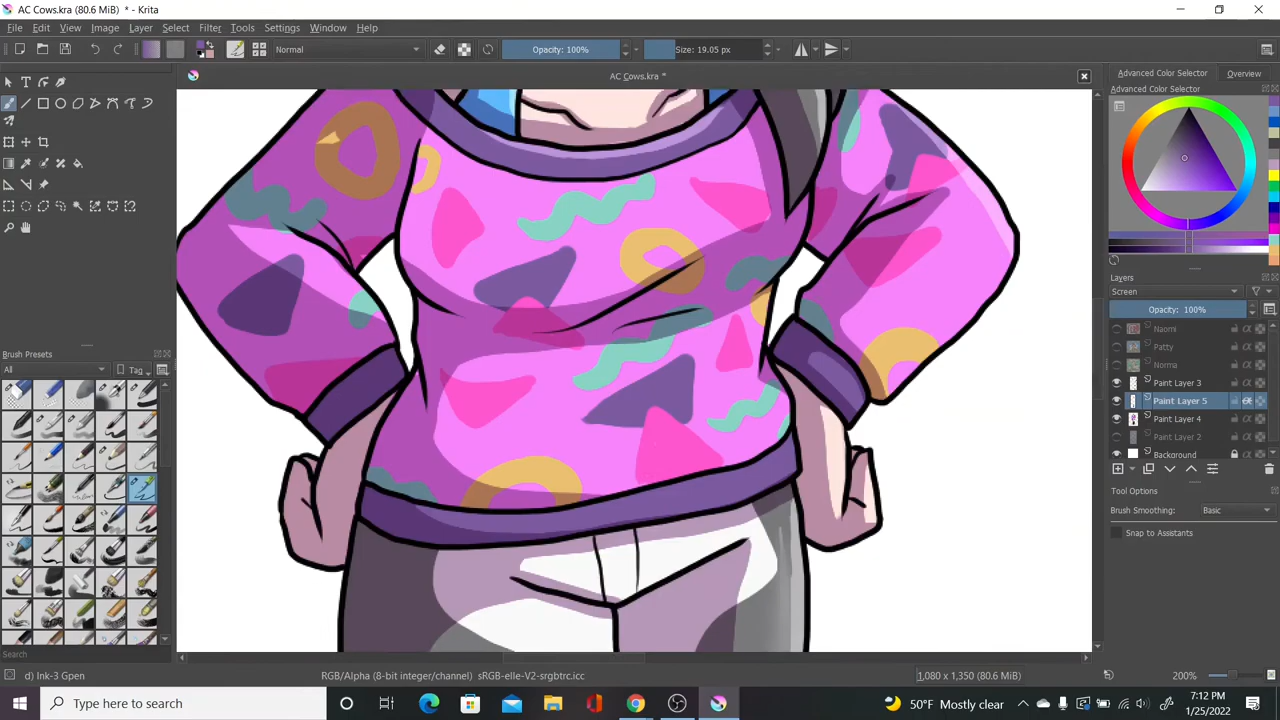 AC Cows.kra (80.6 MiB) * - Krita
File Edit View Image Layer Select Filter Tools Settings Window Help
Normal
Opacity: 100%
Size: 19.05 px
AC Cows.kra *
Advanced Color Selector
Overview
Advanced Color Selector
Layers
Screen
Opacity: 100%
Naomi
Patty
Norma
Paint Layer 3
Paint Layer 5
Paint Layer 4
Paint Layer 2
Background
Tool Options
Brush Smoothing: Basic
Snap to Assistants
Brush Presets
All
Tag
Search
d) Ink-3 Gpen
RGB/Alpha (8-bit integer/channel) sRGB-elle-V2-srgbtrc.icc
1,080 x 1,350 (80.6 MiB)
200%
Type here to search
50°F Mostly clear
7:12 PM
1/25/2022